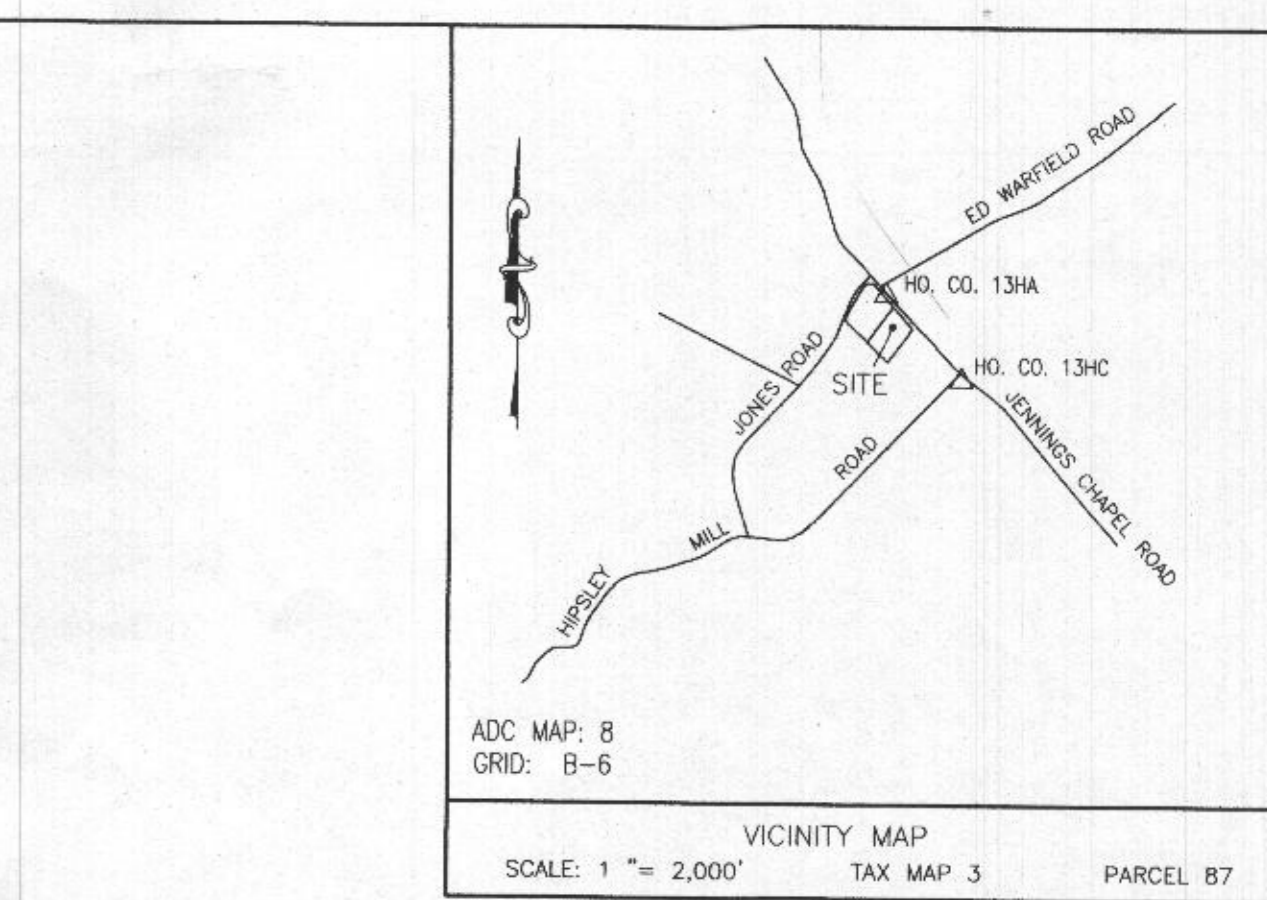 ED WARFIELD ROAD
HO. CO. 13HA
JONES ROAD
SITE
HO. CO. 13HC
JENNINGS CHAPEL ROAD
HIPSLEY MILL ROAD
ADC MAP: 8
GRID: B-6
VICINITY MAP
SCALE: 1 "= 2,000' TAX MAP 3 PARCEL 87